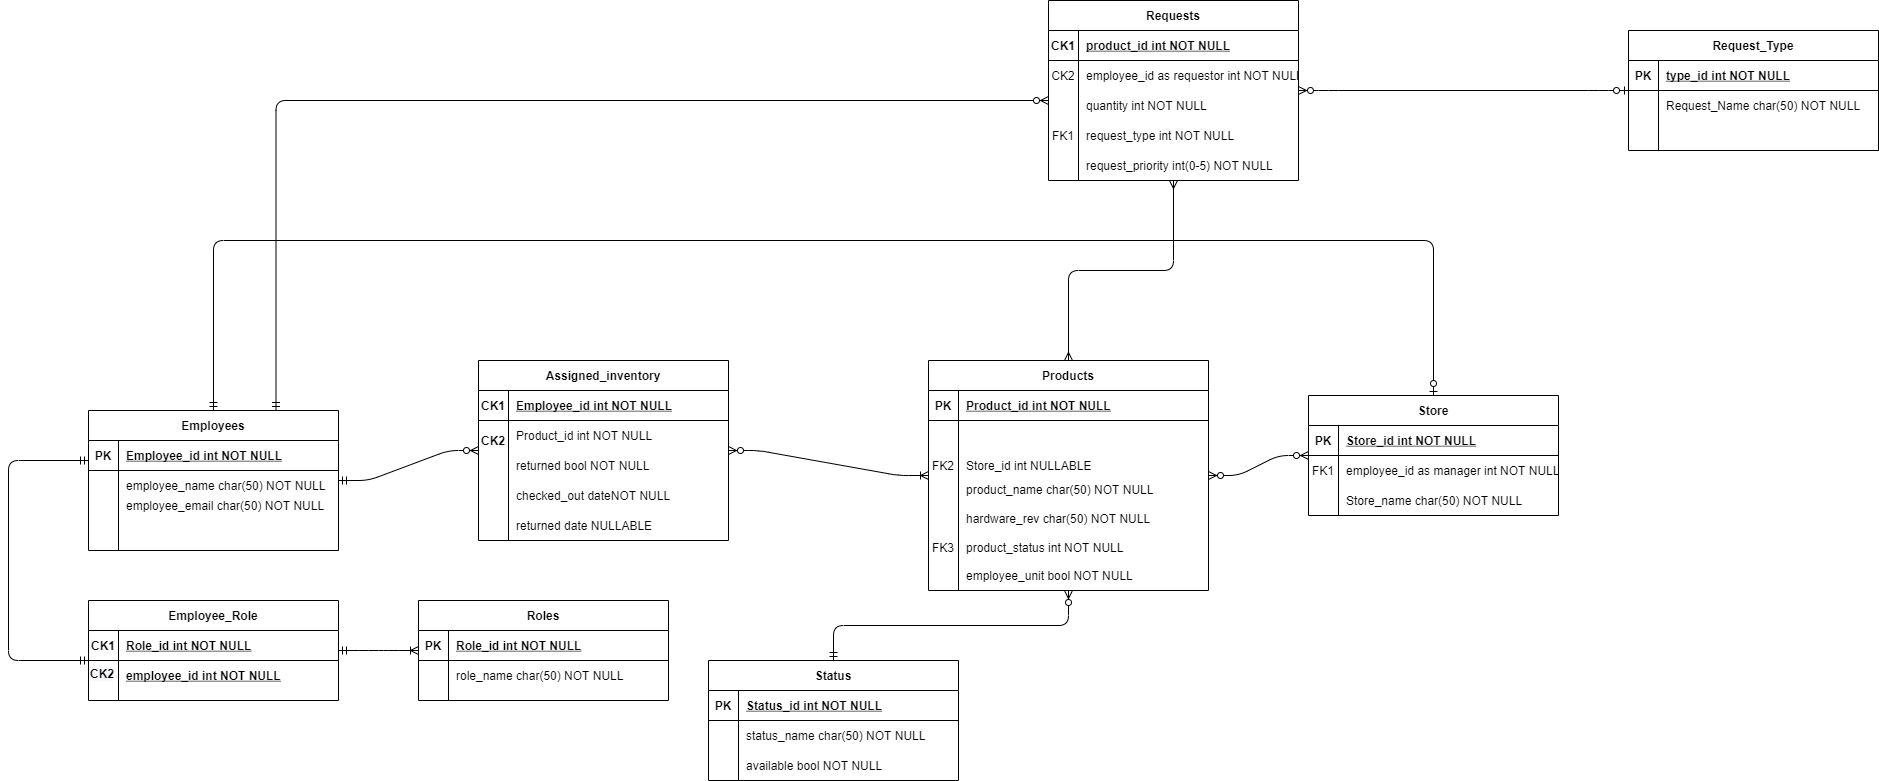 Requests
CK1 product_id int NOT NULL
CK2 employee_id as requestor int NOT NULL
quantity int NOT NULL
FK1 request_type int NOT NULL
request_priority int(0-5) NOT NULL
Request_Type
PK type_id int NOT NULL
Request_Name char(50) NOT NULL
Employees
PK Employee_id int NOT NULL
employee_name char(50) NOT NULL
employee_email char(50) NOT NULL
Assigned_inventory
CK1 Employee_id int NOT NULL
CK2 Product_id int NOT NULL
returned bool NOT NULL
checked_out dateNOT NULL
returned date NULLABLE
Products
PK Product_id int NOT NULL
FK2 Store_id int NULLABLE
product_name char(50) NOT NULL
hardware_rev char(50) NOT NULL
FK3 product_status int NOT NULL
employee_unit bool NOT NULL
Store
PK Store_id int NOT NULL
FK1 employee_id as manager int NOT NULL
Store_name char(50) NOT NULL
Employee_Role
CK1 Role_id int NOT NULL
CK2 employee_id int NOT NULL
Roles
PK Role_id int NOT NULL
role_name char(50) NOT NULL
Status
PK Status_id int NOT NULL
status_name char(50) NOT NULL
available bool NOT NULL